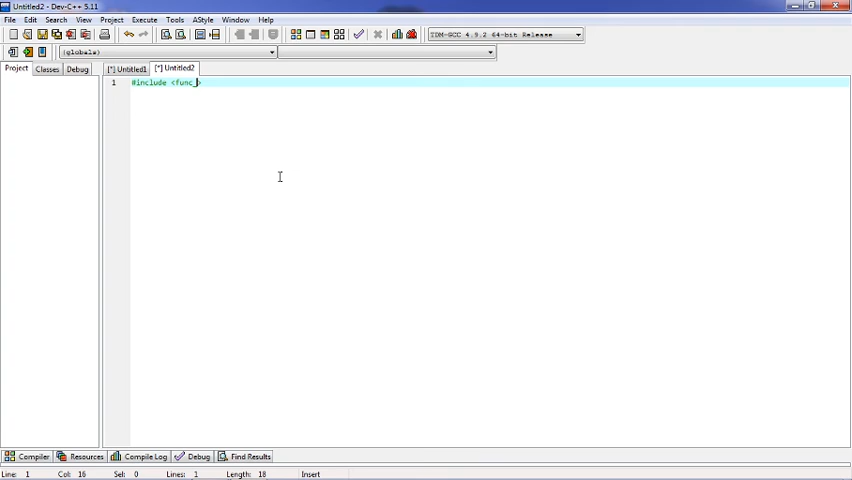 Untitled2 - Dev-C++ 5.11
File Edit Search View Project Execute Tools AStyle Window Help
TDM-GCC 4.9.2 64-bit Release
(globals)
Project Classes Debug [*] Untitled1 [*] Untitled2
1 #include <func_>
Compiler Resources Compile Log Debug Find Results
Line: 1 Col: 16 Sel: 0 Lines: 1 Length: 18 Insert